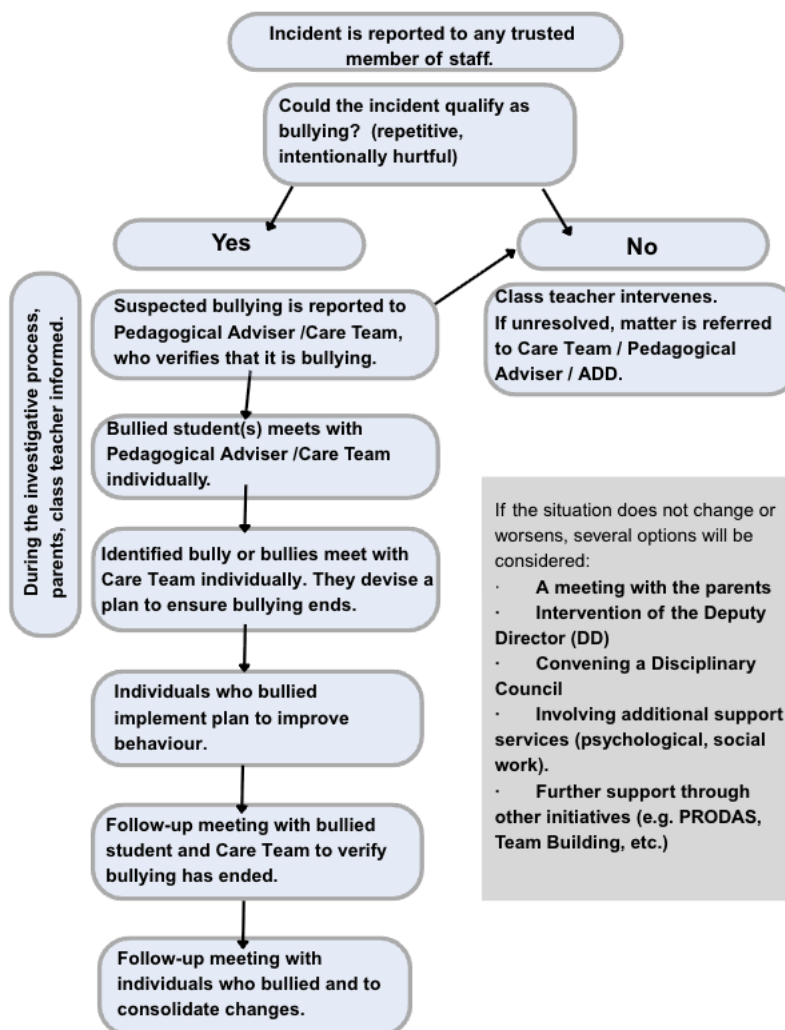 Incident is reported to any trusted
member of staff.
Could the incident qualify as
bullying?  (repetitive,
intentionally hurtful)
Yes
No
During the investigative process,
parents, class teacher informed.
Suspected bullying is reported to
Pedagogical Adviser /Care Team,
who verifies that it is bullying.
Class teacher intervenes.
If unresolved, matter is referred
to Care Team / Pedagogical
Adviser / ADD.
Bullied student(s) meets with
Pedagogical Adviser /Care Team
individually.
Identified bully or bullies meet with
Care Team individually. They devise a
plan to ensure bullying ends.
Individuals who bullied
implement plan to improve
behaviour.
Follow-up meeting with bullied
student and Care Team to verify
bullying has ended.
Follow-up meeting with
individuals who bullied and to
consolidate changes.
If the situation does not change or
worsens, several options will be
considered:
· A meeting with the parents
· Intervention of the Deputy
Director (DD)
· Convening a Disciplinary
Council
· Involving additional support
services (psychological, social
work).
· Further support through
other initiatives (e.g. PRODAS,
Team Building, etc.)